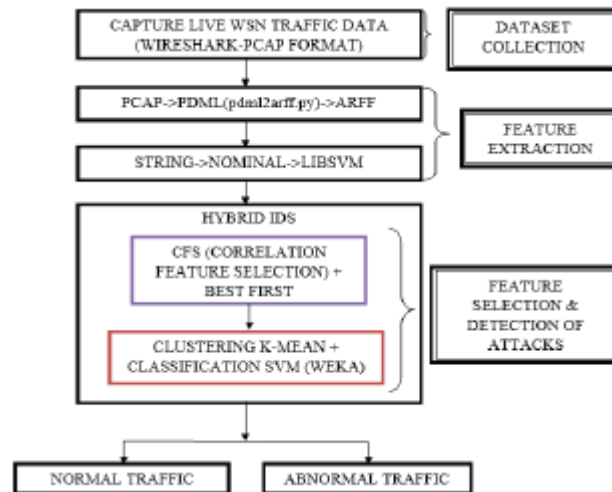 CAPTURE LIVE WSN TRAFFIC DATA
(WIRESHARK-PCAP FORMAT)
DATASET
COLLECTION
PCAP->PDML(pdml2arff.py)->ARFF
STRING->NOMINAL->LIBSVM
FEATURE
EXTRACTION
HYBRID IDS
CFS (CORRELATION
FEATURE SELECTION) +
BEST FIRST
CLUSTERING K-MEAN +
CLASSIFICATION SVM (WEKA)
FEATURE
SELECTION &
DETECTION OF
ATTACKS
NORMAL TRAFFIC
ABNORMAL TRAFFIC